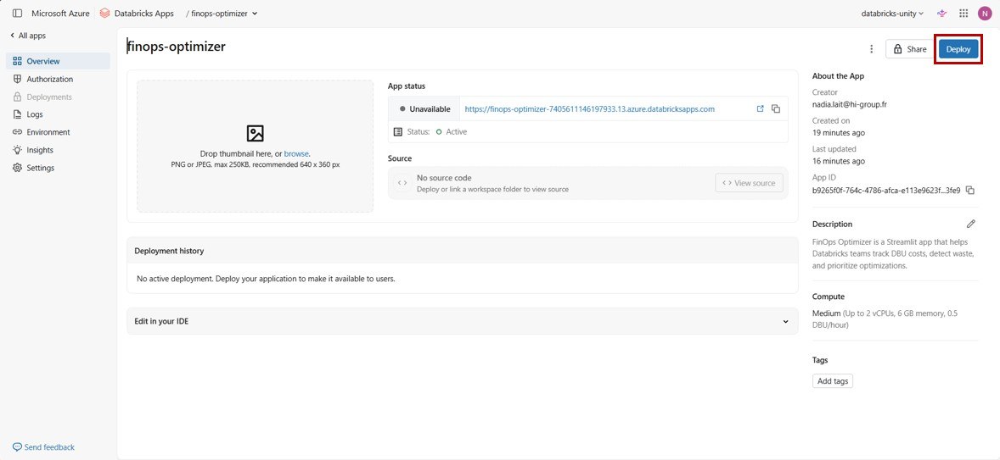 Microsoft Azure Databricks Apps / finops-optimizer databricks-unity N
All apps
Overview
Authorization
Deployments
Logs
Environment
Insights
Settings
Send feedback
finops-optimizer
Share
Deploy
Drop thumbnail here, or browse.
PNG or JPEG, max 250KB, recommended 640 x 360 px
App status
Unavailable https://finops-optimizer-7405611146197933.13.azure.databricksapps.com
Status: Active
Source
No source code
Deploy or link a workspace folder to view source
View source
Deployment history
No active deployment. Deploy your application to make it available to users.
Edit in your IDE
About the App
Creator
nadia.lait@hi-group.fr
Created on
19 minutes ago
Last updated
16 minutes ago
App ID
b9265f0f-764c-4786-afca-e113e9623f...3fe9
Description
FinOps Optimizer is a Streamlit app that helps
Databricks teams track DBU costs, detect waste,
and prioritize optimizations.
Compute
Medium (Up to 2 vCPUs, 6 GB memory, 0.5
DBU/hour)
Tags
Add tags